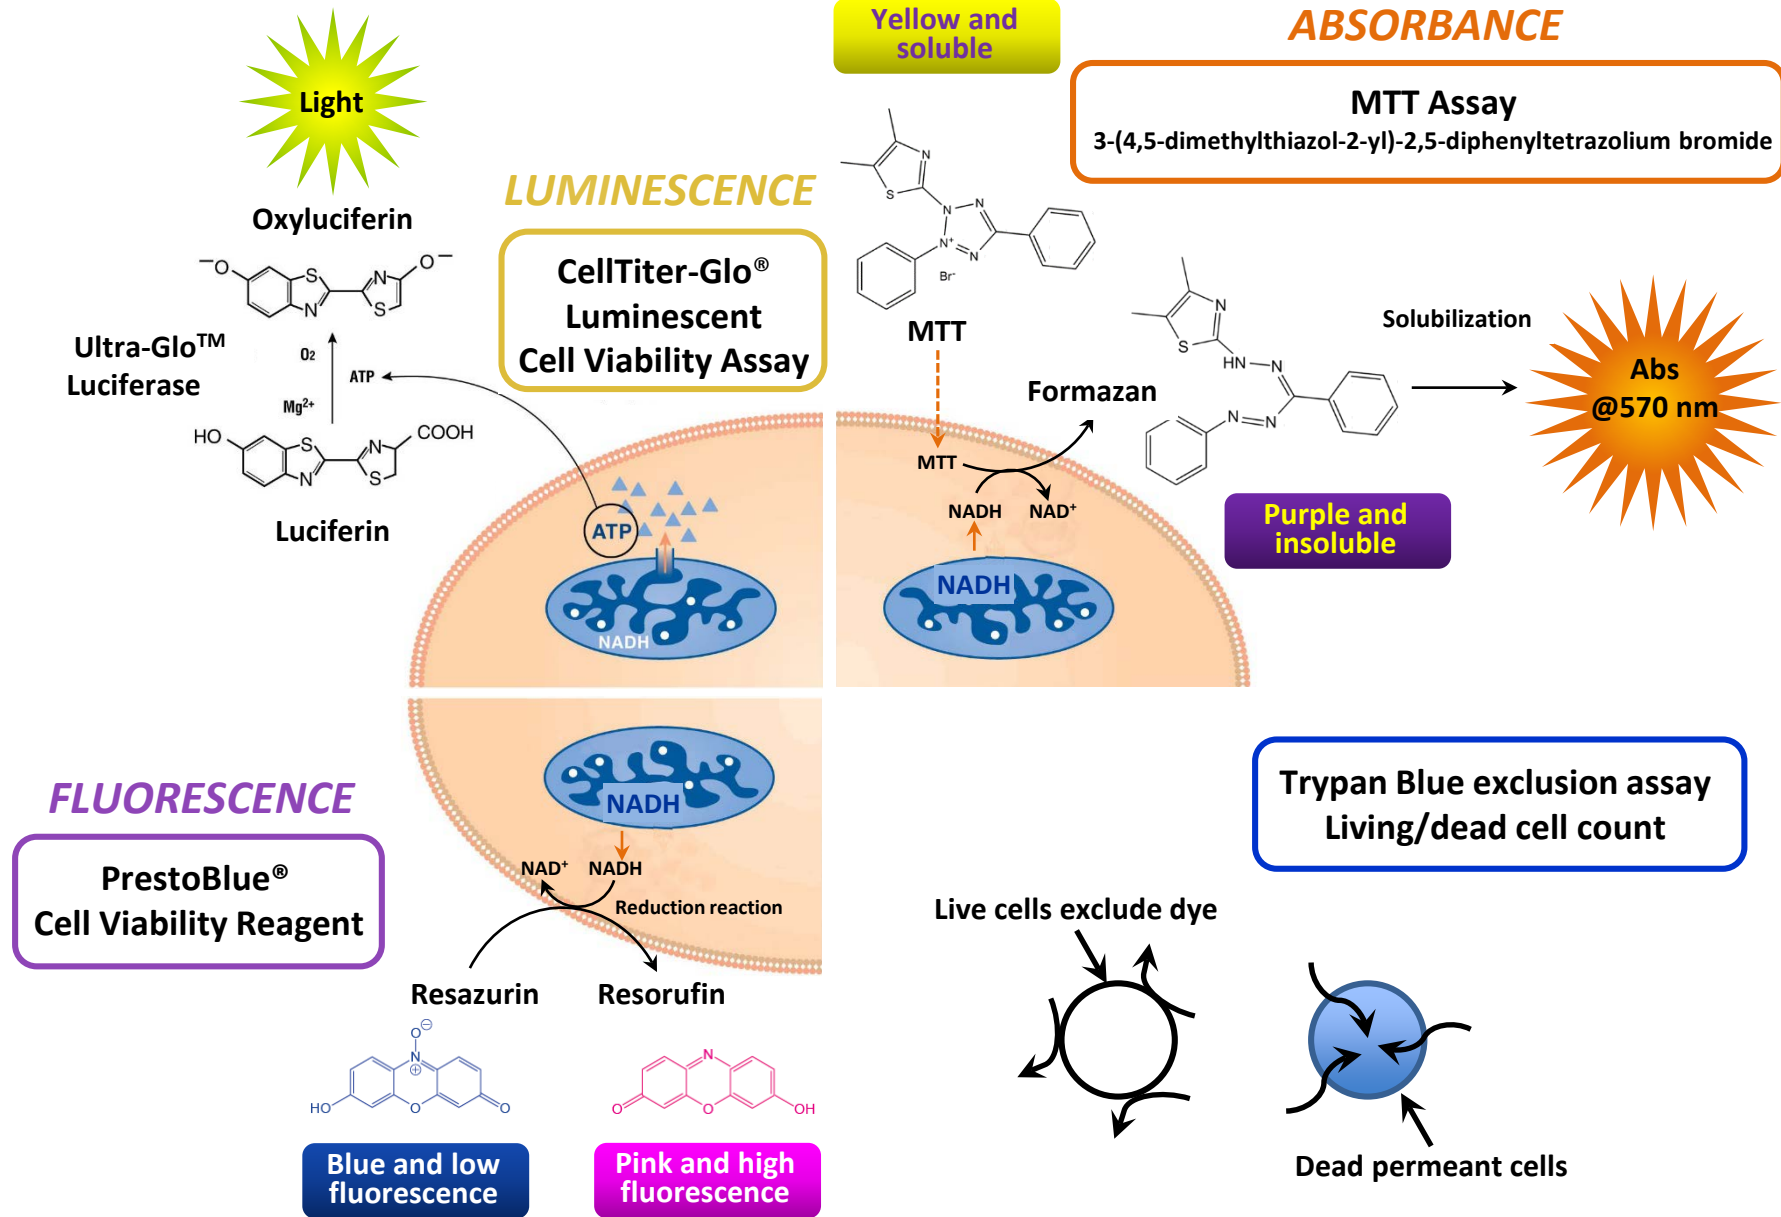 Light
Oxyluciferin
O
S
N
N
S
O
Ultra-Glo™
Luciferase
O₂
ATP
Mg²⁺
HO
S
N
N
S
COOH
Luciferin
LUMINESCENCE
CellTiter-Glo®
Luminescent
Cell Viability Assay
ATP
NADH
Yellow and
soluble
N
S
N
N
N⁺
N
Br⁻
MTT
ABSORBANCE
MTT Assay
3-(4,5-dimethylthiazol-2-yl)-2,5-diphenyltetrazolium bromide
MTT
NADH
NAD⁺
NADH
Formazan
N
S
HN
N
N
N
Purple and
insoluble
Solubilization
Abs
@570 nm
FLUORESCENCE
PrestoBlue®
Cell Viability Reagent
NADH
NAD⁺
NADH
Reduction reaction
Resazurin
Resorufin
O⊖
N
⊕
HO
O
O
N
O
O
OH
Blue and low
fluorescence
Pink and high
fluorescence
Trypan Blue exclusion assay
Living/dead cell count
Live cells exclude dye
Dead permeant cells